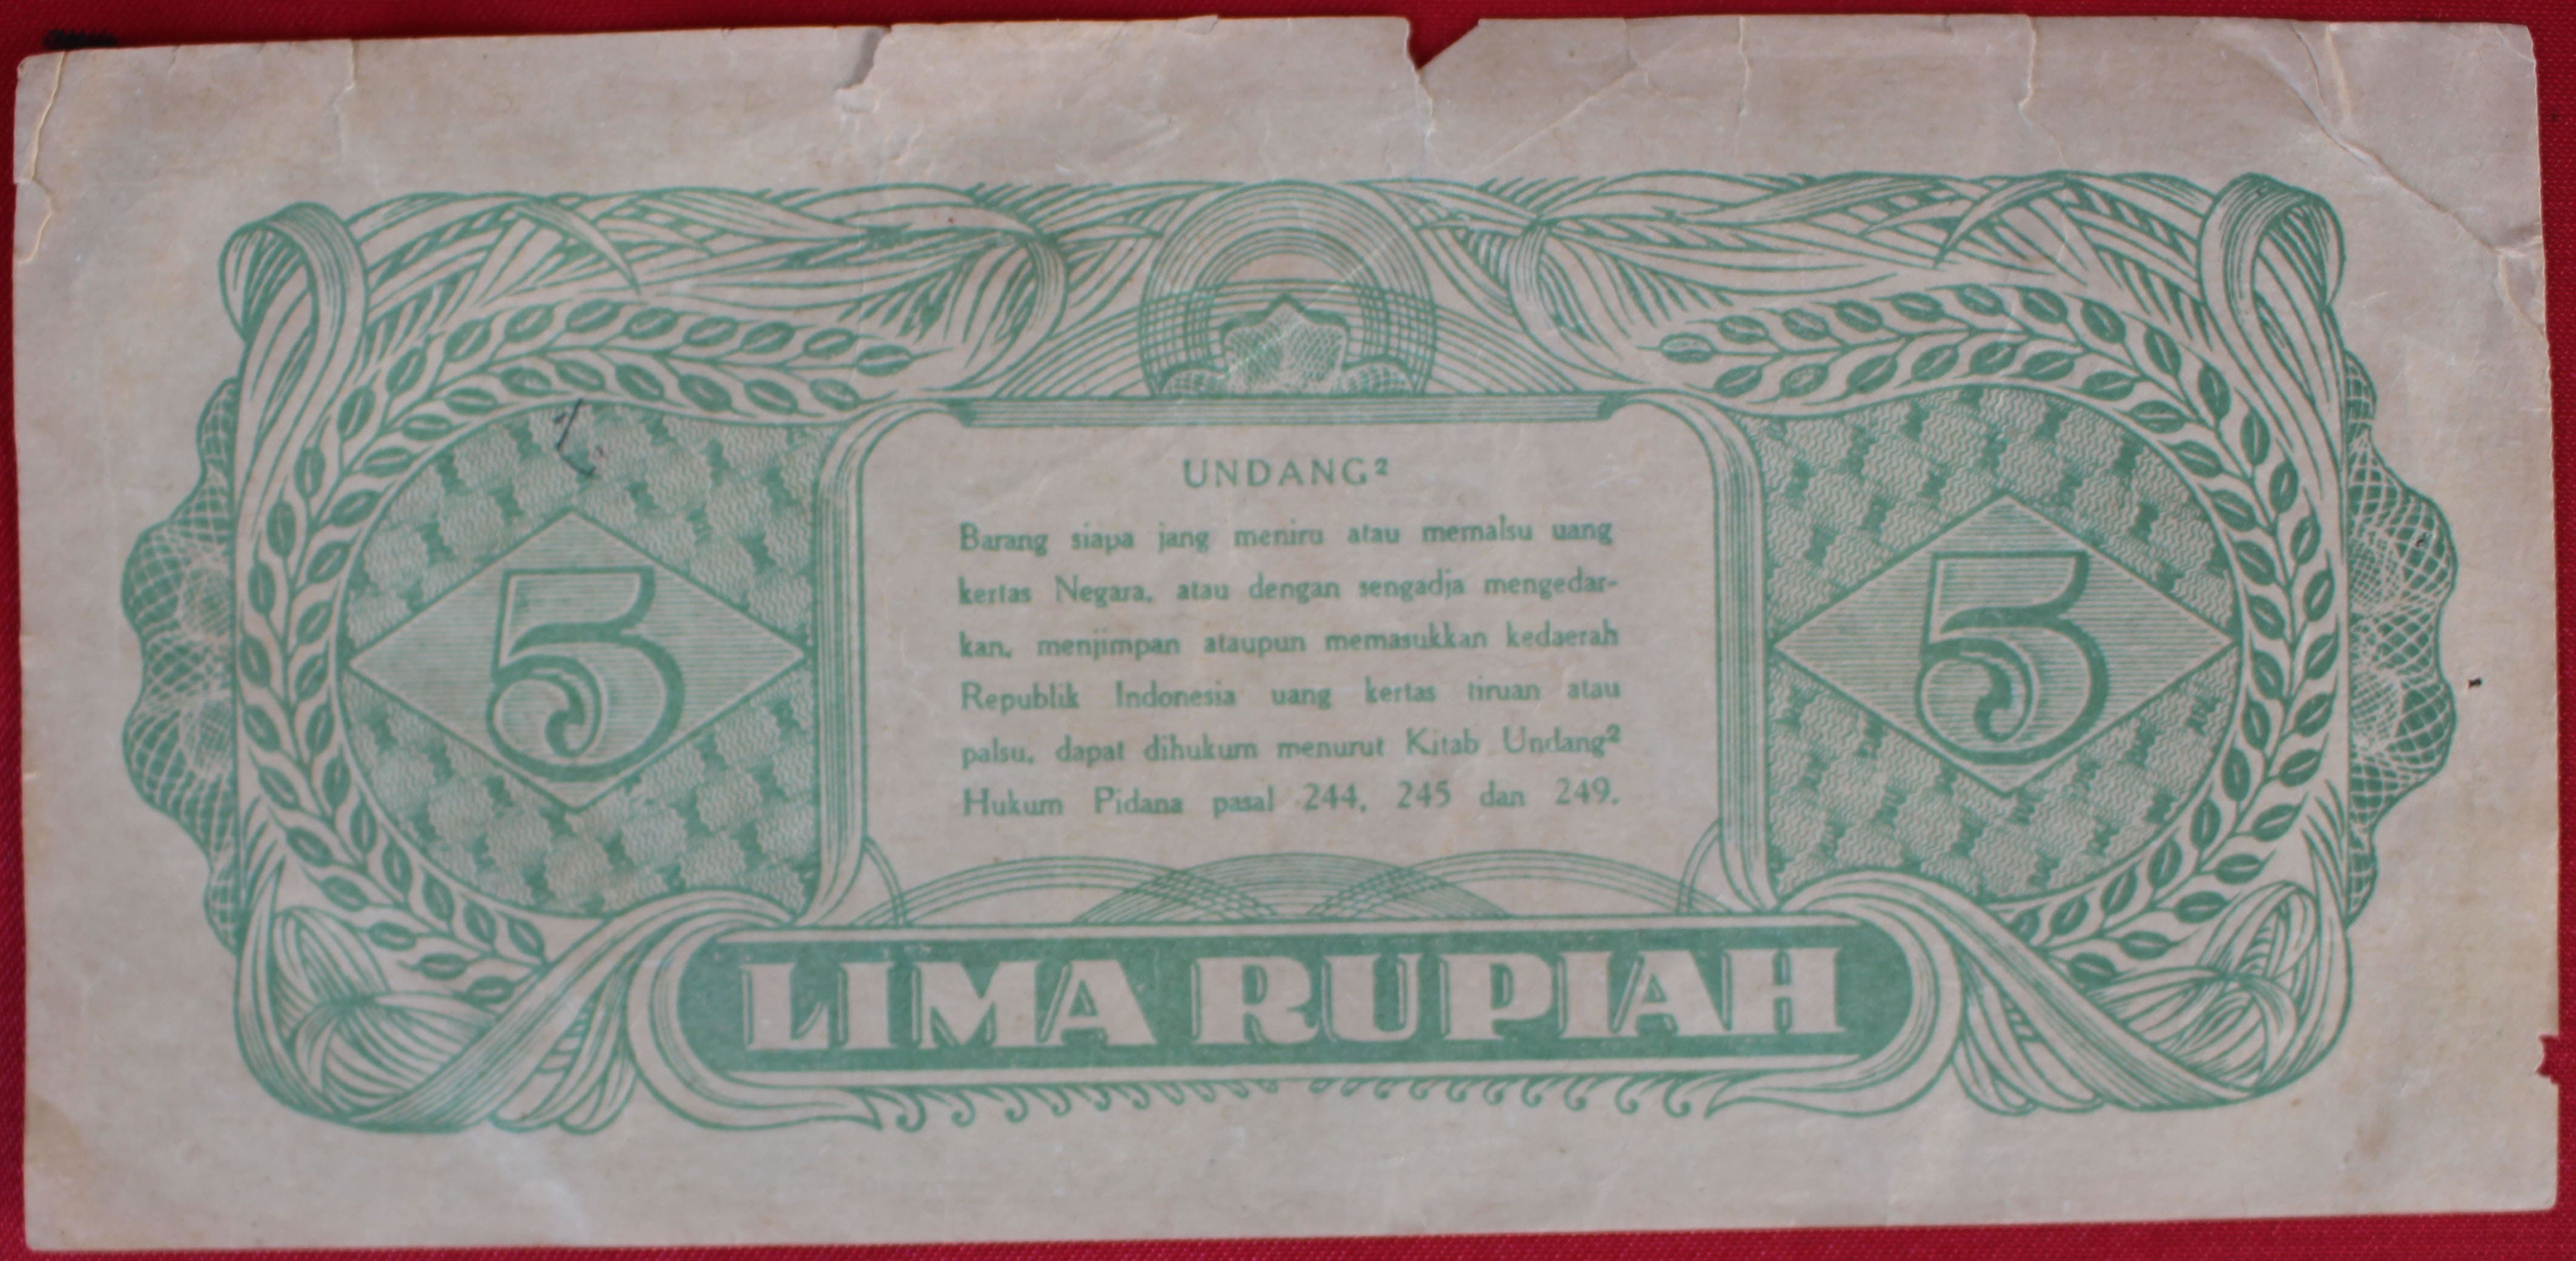 UNDANG²
Barang siapa jang meniru atau memalsu uang
kertas Negara, atau dengan sengadja mengedar-
kan, menjimpan ataupun memasukkan kedaerah
Republik Indonesia uang kertas tiruan atau
palsu, dapat dihukum menurut Kitab Undang²
Hukum Pidana pasal 244, 245 dan 249.
5
5
LIMA RUPIAH